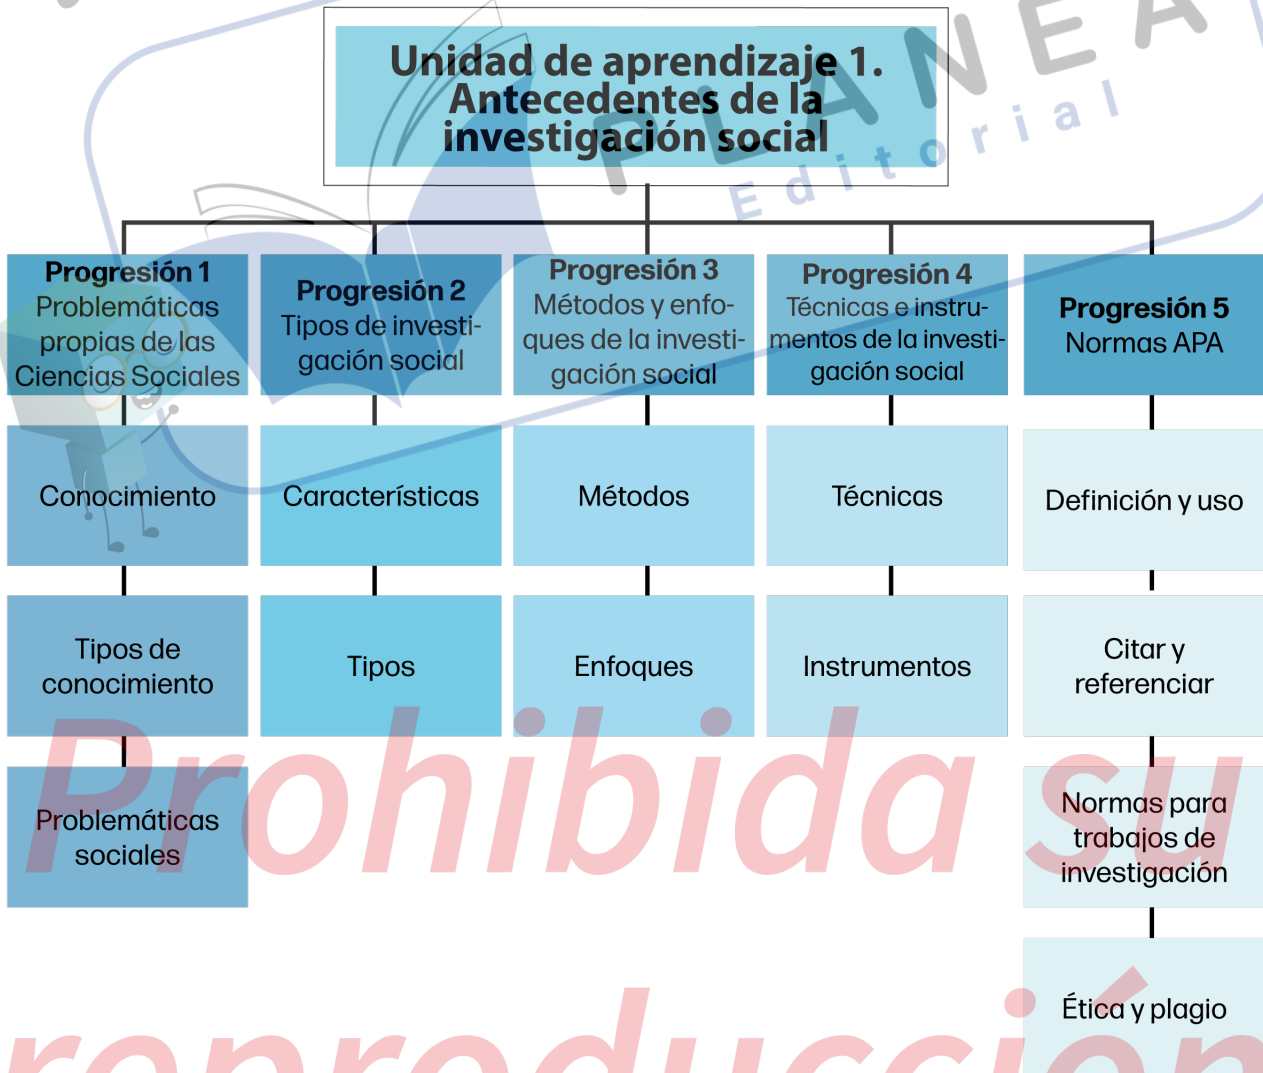 Unidad de aprendizaje 1.
Antecedentes de la
investigación social
PLANEA
Editorial
Progresión 1
Problemáticas
propias de las
Ciencias Sociales
Conocimiento
Tipos de
conocimiento
Problemáticas
sociales
Progresión 2
Tipos de investi-
gación social
Características
Tipos
Progresión 3
Métodos y enfo-
ques de la investi-
gación social
Métodos
Enfoques
Progresión 4
Técnicas e instru-
mentos de la investi-
gación social
Técnicas
Instrumentos
Progresión 5
Normas APA
Definición y uso
Citar y
referenciar
Normas para
trabajos de
investigación
Ética y plagio
Prohibida su
reproducción